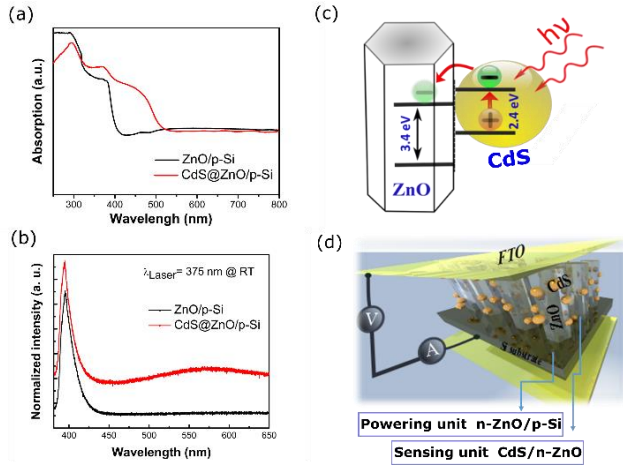 (a)
Absorption (a.u.)
ZnO/p-Si
CdS@ZnO/p-Si
300 400 500 600 700 800
Wavelengh (nm)
(b)
Normalized intensity (a. u.)
λLaser= 375 nm @ RT
ZnO/p-Si
CdS@ZnO/p-Si
400 450 500 550 600 650
Wavelength (nm)
(c)
hν
3.4 eV
2.4 eV
ZnO
CdS
(d)
FTO
CdS
ZnO
V
A
Si substrate
Powering unit n-ZnO/p-Si
Sensing unit CdS/n-ZnO